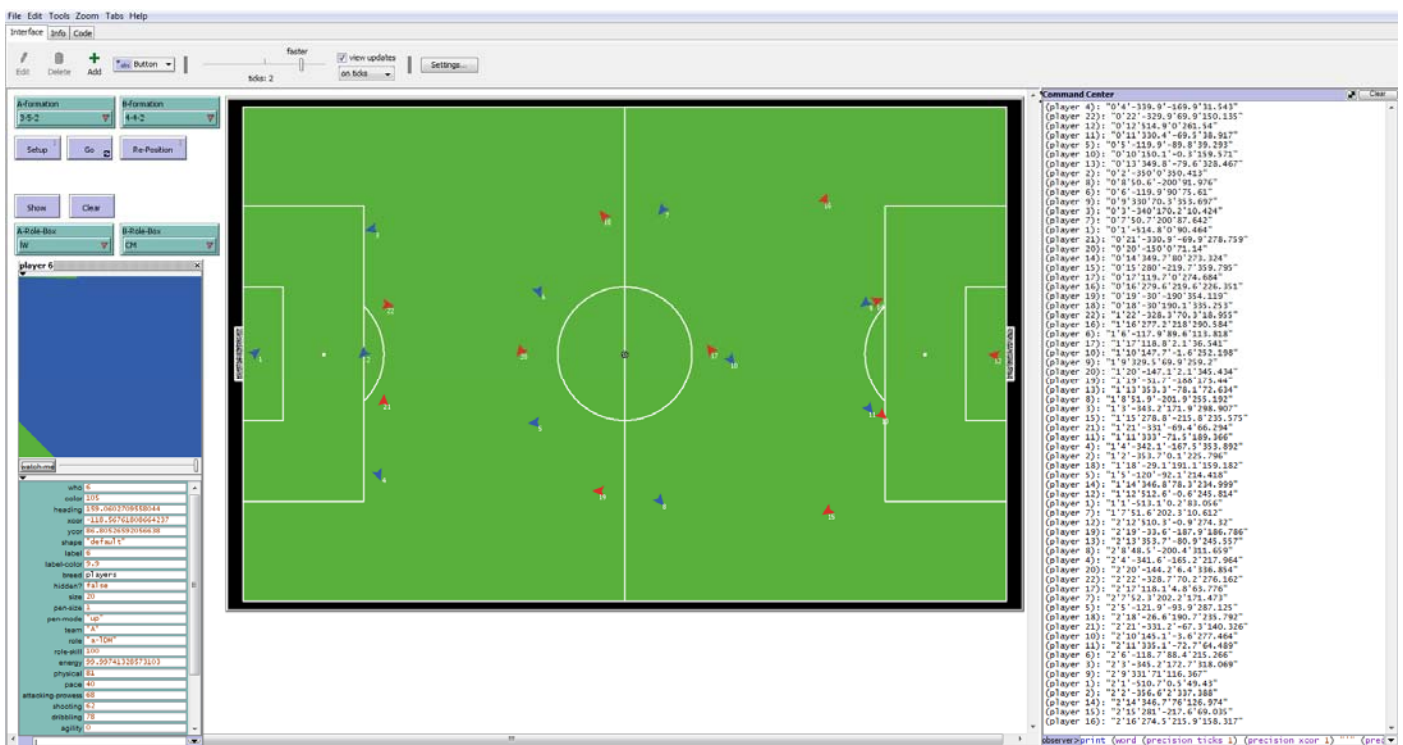 File Edit Tools Zoom Tabs Help
Interface Info Code
Edit Delete Add Button faster ticks: 2 view updates on ticks Settings...
A-formation B-formation
3-5-2 4-4-2
Setup Go Re-Position
Show Clear
A-Role-Box B-Role-Box
lW CM
player 6
watch-me
who 6
color 105
heading 159.0602708558044
xcor -118.56761808664237
ycor 86.80526592056638
shape "default"
label 6
label-color 9.9
breed players
hidden? false
size 20
pen-size 1
pen-mode "up"
team "A"
role "a-lDM"
role-skill 100
energy 99.99741328573103
physical 81
pace 40
attacking-prowess 68
shooting 62
dribbling 78
agility 0
Command Center Clear
(player 4): "0'4'-339.9'-169.9'31.543"
(player 22): "0'22'-329.9'69.9'150.135"
(player 12): "0'12'514.9'0'261.54"
(player 11): "0'11'330.4'-69.5'38.917"
(player 5): "0'5'-119.9'-89.8'39.293"
(player 10): "0'10'150.1'-0.3'159.571"
(player 13): "0'13'349.8'-79.6'328.467"
(player 2): "0'2'-350'0'350.413"
(player 8): "0'8'50.6'-200'91.976"
(player 6): "0'6'-119.9'90'75.61"
(player 9): "0'9'330'70.3'353.697"
(player 3): "0'3'-340'170.2'10.424"
(player 7): "0'7'50.7'200'87.642"
(player 1): "0'1'-514.8'0'90.464"
(player 21): "0'21'-330.9'-69.9'278.759"
(player 20): "0'20'-150'0'71.14"
(player 14): "0'14'349.7'80'273.324"
(player 15): "0'15'280'-219.7'359.795"
(player 17): "0'17'119.7'0'274.684"
(player 16): "0'16'279.6'219.6'226.351"
(player 19): "0'19'-30'-190'354.119"
(player 18): "0'18'-30'190.1'335.253"
(player 22): "1'22'-328.3'70.3'18.955"
(player 16): "1'16'277.2'218'290.584"
(player 6): "1'6'-117.9'89.6'113.818"
(player 17): "1'17'118.8'2.1'36.541"
(player 10): "1'10'147.7'-1.6'252.198"
(player 9): "1'9'329.5'69.9'259.2"
(player 20): "1'20'-147.1'2.1'345.434"
(player 19): "1'19'-31.7'-188'175.44"
(player 13): "1'13'353.3'-78.1'72.634"
(player 8): "1'8'51.9'-201.9'255.192"
(player 3): "1'3'-343.2'171.9'298.907"
(player 15): "1'15'278.8'-215.8'235.575"
(player 21): "1'21'-331'-69.4'66.294"
(player 11): "1'11'333'-71.5'189.366"
(player 4): "1'4'-342.1'-167.5'353.892"
(player 2): "1'2'-353.7'0.1'225.796"
(player 18): "1'18'-29.1'191.1'159.182"
(player 5): "1'5'-120'-92.1'214.418"
(player 14): "1'14'346.8'78.3'234.999"
(player 12): "1'12'512.6'-0.6'245.814"
(player 1): "1'1'-513.1'0.2'83.056"
(player 7): "1'7'51.6'202.3'10.612"
(player 12): "2'12'510.3'-0.9'274.32"
(player 19): "2'19'-33.6'-187.9'186.786"
(player 13): "2'13'353.7'-80.9'245.557"
(player 8): "2'8'48.5'-200.4'311.659"
(player 4): "2'4'-341.6'-165.2'217.964"
(player 20): "2'20'-144.2'6.4'336.854"
(player 22): "2'22'-328.7'70.2'276.162"
(player 17): "2'17'118.1'4.8'63.776"
(player 7): "2'7'52.3'202.2'171.473"
(player 5): "2'5'-121.9'-93.9'287.125"
(player 18): "2'18'-26.6'190.7'235.792"
(player 21): "2'21'-331.2'-67.3'140.326"
(player 10): "2'10'145.1'-3.6'277.464"
(player 11): "2'11'335.1'-72.7'64.489"
(player 6): "2'6'-118.7'88.4'215.266"
(player 3): "2'3'-345.2'172.7'318.069"
(player 9): "2'9'331'71'116.367"
(player 1): "2'1'-510.7'0.5'49.43"
(player 2): "2'2'-356.6'2'337.388"
(player 14): "2'14'346.7'76'126.974"
(player 15): "2'15'281'-217.6'69.035"
(player 16): "2'16'274.5'215.9'158.317"
observer>print (word (precision ticks 1) (precision xcor 1) "'" (prec